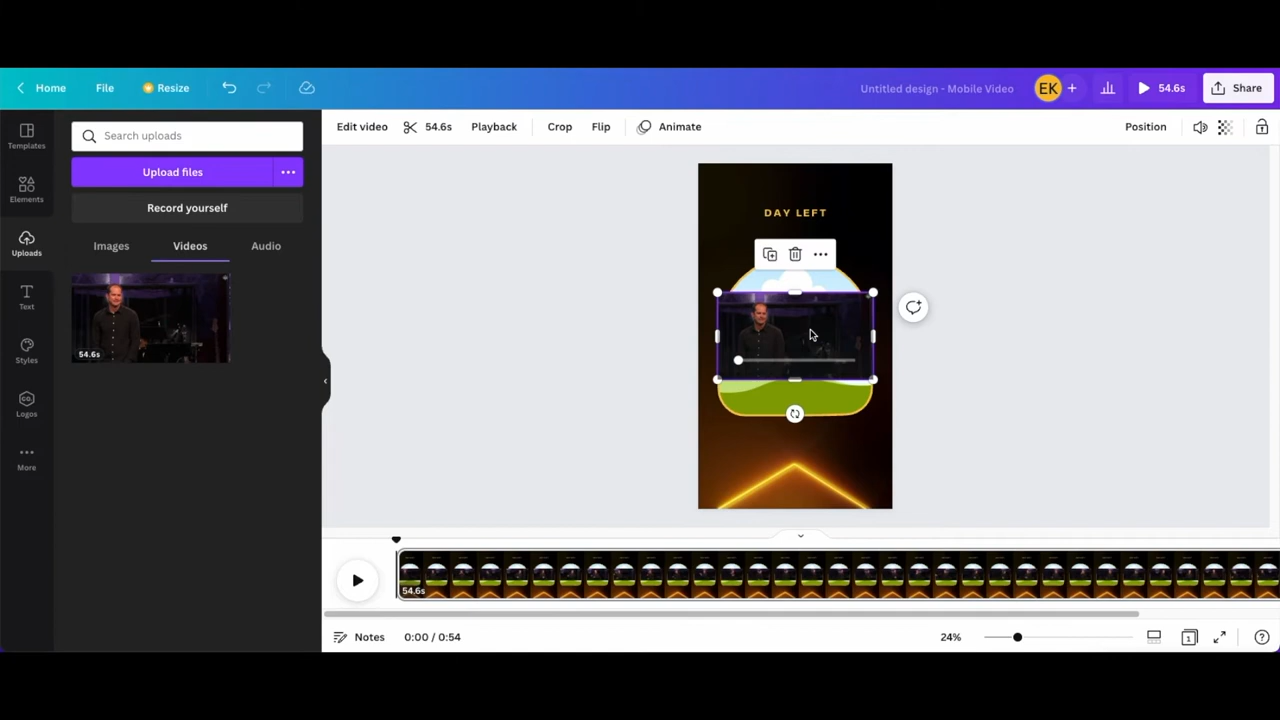 Home File Resize Untitled design - Mobile Video EK + 54.6s Share
Edit video 54.6s Playback Crop Flip Animate Position
Templates
Elements
Uploads
Text
Styles
CO.
Logos
More
Search uploads
Upload files
Record yourself
Images Videos Audio
54.6s
DAY LEFT
54.6s
Notes 0:00 / 0:54 24% 1 ?